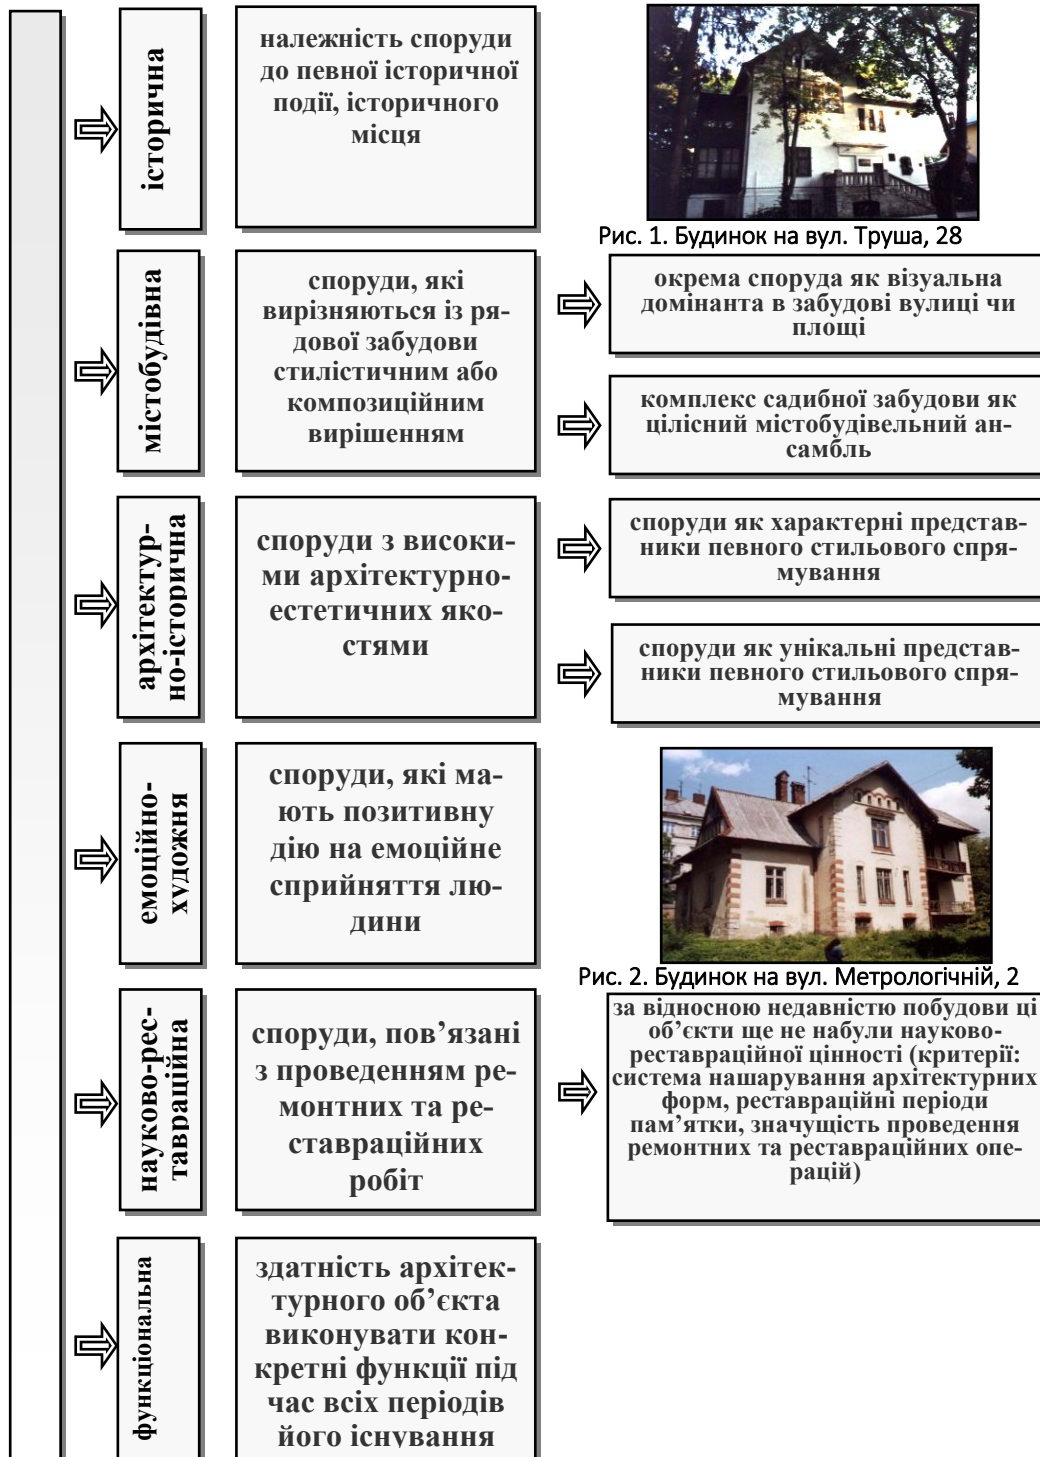 історична
належність споруди
до певної історичної
події, історичного
місця
Рис. 1. Будинок на вул. Труша, 28
містобудівна
споруди, які
вирізняються із ря-
дової забудови
стилістичним або
композиційним
вирішенням
окрема споруда як візуальна
домінанта в забудові вулиці чи
площі
комплекс садибної забудови як
цілісний містобудівельний ан-
самбль
архітектур-
но-історична
споруди з висoки-
ми архітектурно-
естетичних яко-
стями
споруди як характерні представ-
ники певного стильового спря-
мування
споруди як унікальні представ-
ники певного стильового спря-
мування
емоційно-
художня
споруди, які ма-
ють позитивну
дію на емоційне
сприйняття лю-
дини
Рис. 2. Будинок на вул. Метрологічній, 2
науково-рес-
тавраційна
споруди, пов’язані
з проведенням ре-
монтних та ре-
ставраційних
робіт
за відносною недавністю побудови ці
об’єкти ще не набули науково-
реставраційної цінності (критерії:
система нашарування архітектурних
форм, реставраційні періоди
пам’ятки, значущість проведення
ремонтних та реставраційних опе-
рацій)
функціональна
здатність архітек-
турного об’єкта
виконувати кон-
кретні функції під
час всіх періодів
його існування